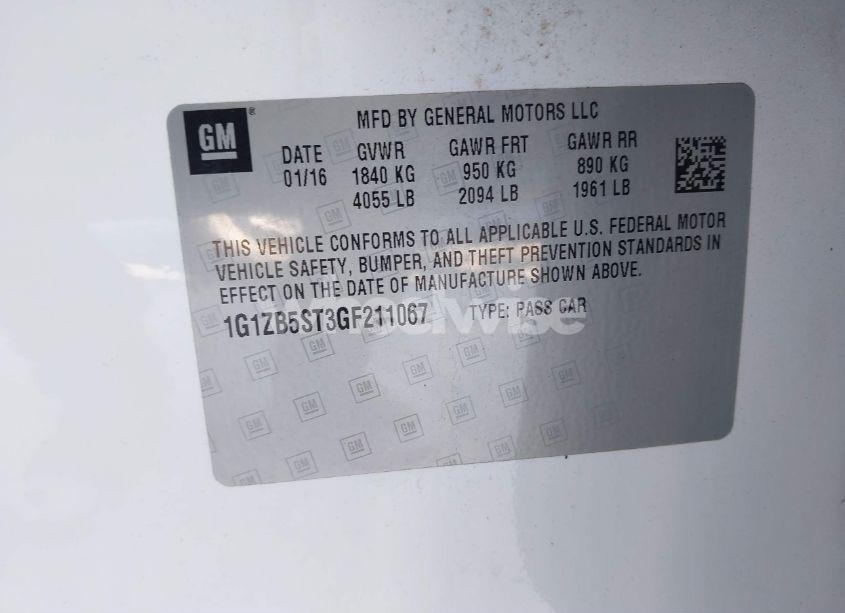 GM ®
MFD BY GENERAL MOTORS LLC
DATE GVWR GAWR FRT GAWR RR
01/16 1840 KG 950 KG 890 KG
4055 LB 2094 LB 1961 LB
THIS VEHICLE CONFORMS TO ALL APPLICABLE U.S. FEDERAL MOTOR
VEHICLE SAFETY, BUMPER, AND THEFT PREVENTION STANDARDS IN
EFFECT ON THE DATE OF MANUFACTURE SHOWN ABOVE.
1G1ZB5ST3GF211067 TYPE: PASS CAR